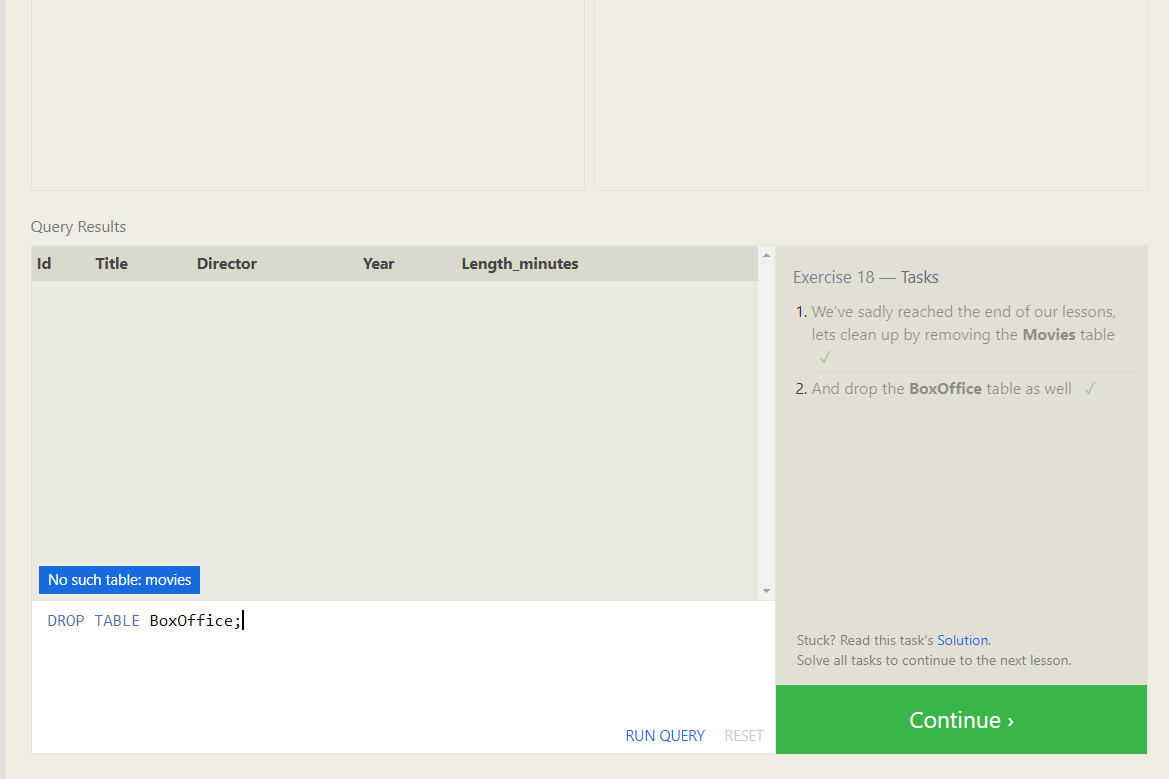 Query Results
Id Title Director Year Length_minutes
No such table: movies
DROP TABLE BoxOffice;
RUN QUERY RESET
Exercise 18 — Tasks
1. We've sadly reached the end of our lessons,
lets clean up by removing the Movies table
✓
2. And drop the BoxOffice table as well ✓
Stuck? Read this task's Solution.
Solve all tasks to continue to the next lesson.
Continue ›